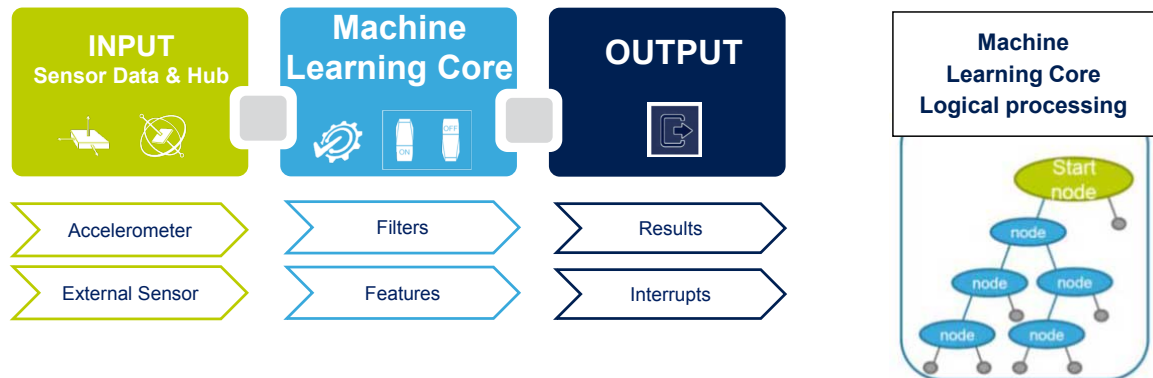 INPUT
Sensor Data & Hub
Machine
Learning Core
ON
OFF
OUTPUT
Accelerometer
External Sensor
Filters
Features
Results
Interrupts
Machine
Learning Core
Logical processing
Start
node
node
node
node
node
node